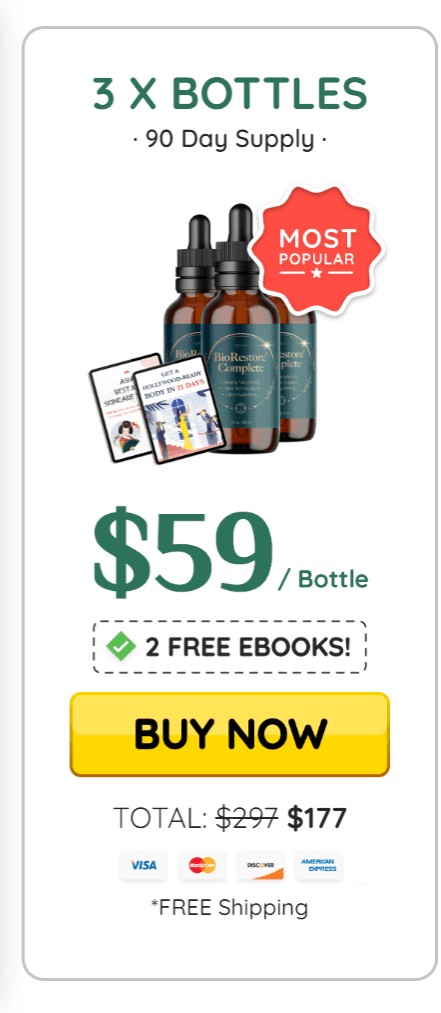 3 X BOTTLES
· 90 Day Supply ·
MOST
POPULAR
BioRestore
Complete
GET A
HOLLYWOOD-READY
BODY IN 21 DAYS
$59 / Bottle
2 FREE EBOOKS!
BUY NOW
TOTAL: $297 $177
VISA MasterCard DISCOVER AMERICAN EXPRESS
*FREE Shipping